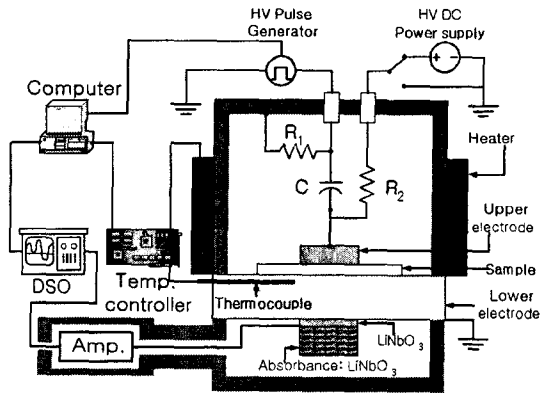 HV Pulse
Generator
HV DC
Power supply
Computer
R1
Heater
C
R2
Upper
electrode
Sample
DSO
Temp.
controller
Thermocouple
Lower
electrode
Amp.
LiNbO3
Absorbance: LiNbO3